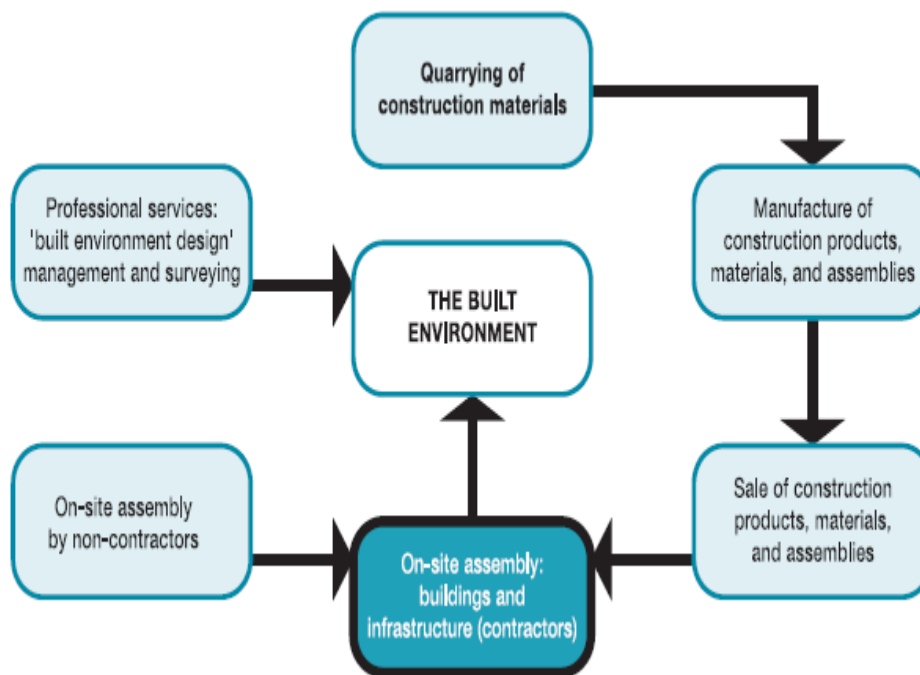 Quarrying of
construction materials
Professional services:
'built environment design'
management and surveying
Manufacture of
construction products,
materials, and assemblies
THE BUILT
ENVIRONMENT
On-site assembly
by non-contractors
Sale of construction
products, materials,
and assemblies
On-site assembly:
buildings and
infrastructure (contractors)